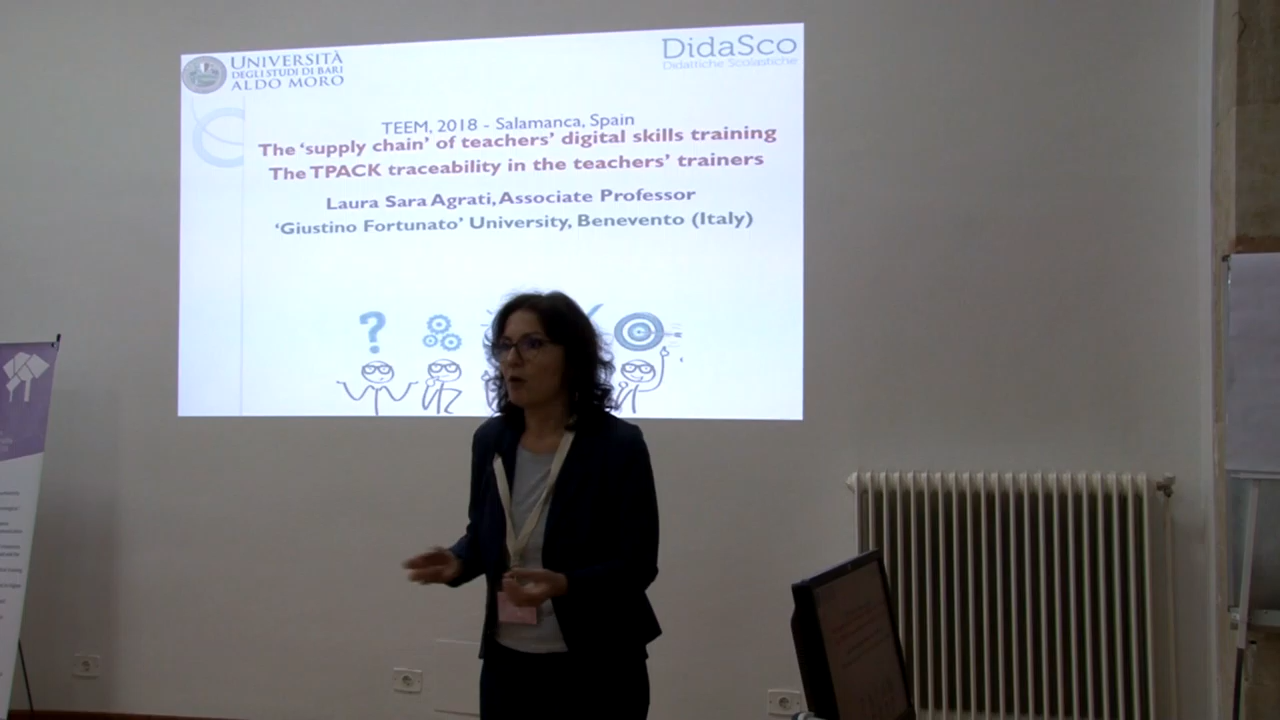 UNIVERSITÀ
DEGLI STUDI DI BARI
ALDO MORO
DidaSco
Didattiche Scolastiche
TEEM, 2018 - Salamanca, Spain
The ‘supply chain’ of teachers’ digital skills training
The TPACK traceability in the teachers’ trainers
Laura Sara Agrati, Associate Professor
‘Giustino Fortunato’ University, Benevento (Italy)
?